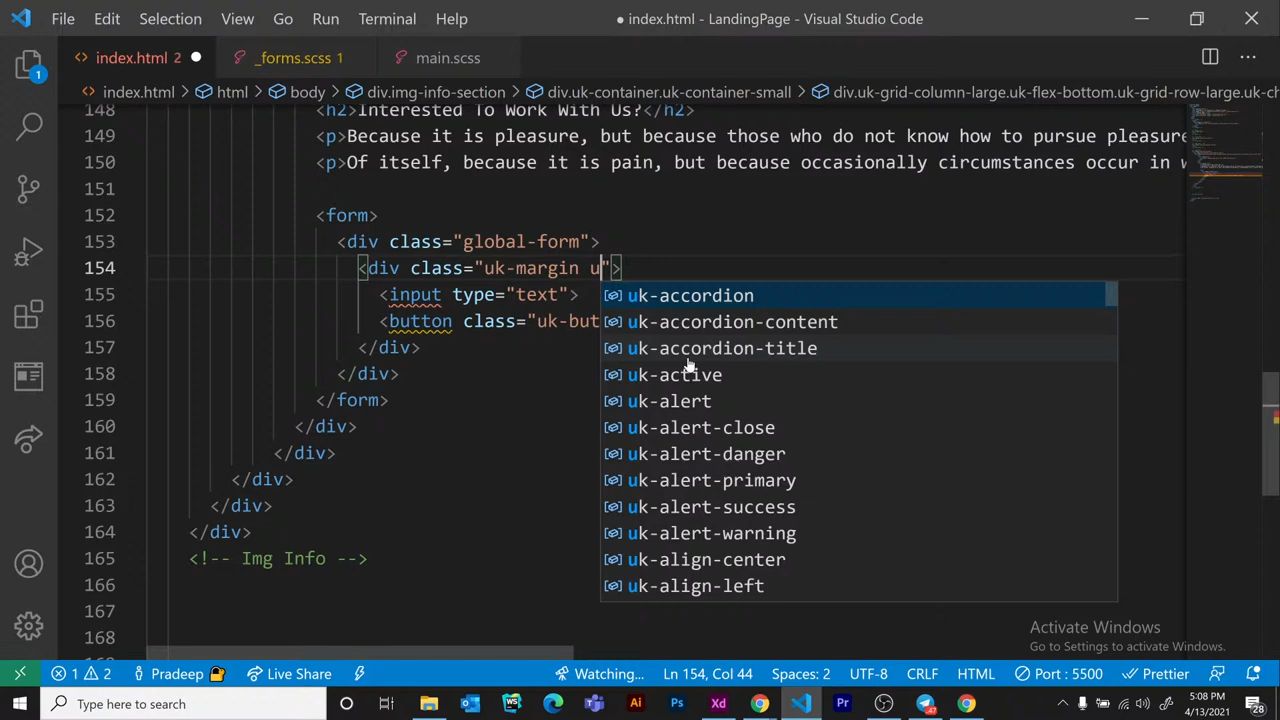 File Edit Selection View Go Run Terminal Help ● index.html - LandingPage - Visual Studio Code
index.html 2 _forms.scss 1 main.scss
index.html > html > body > div.img-info-section > div.uk-container.uk-container-small > div.uk-grid-column-large.uk-flex-bottom.uk-grid-row-large.uk-ch
148 <h2>Interested To Work With Us?</h2>
149 <p>Because it is pleasure, but because those who do not know how to pursue pleasure
150 <p>Of itself, because it is pain, but because occasionally circumstances occur in w
151
152 <form>
153 <div class="global-form">
154 <div class="uk-margin u">
155 <input type="text"> uk-accordion
uk-accordion-content
156 <button class="uk-but
157 </div> uk-accordion-title
158 </div> uk-active
159 </form> uk-alert
160 </div> uk-alert-close
161 </div> uk-alert-danger
162 </div> uk-alert-primary
163 </div> uk-alert-success
164 </div> uk-alert-warning
165 <!-- Img Info --> uk-align-center
166 uk-align-left
167
168
Activate Windows
Go to Settings to activate Windows.
1 2 Pradeep Live Share Watching... Ln 154, Col 44 Spaces: 2 UTF-8 CRLF HTML Port : 5500 Prettier
Type here to search
5:08 PM
4/13/2021